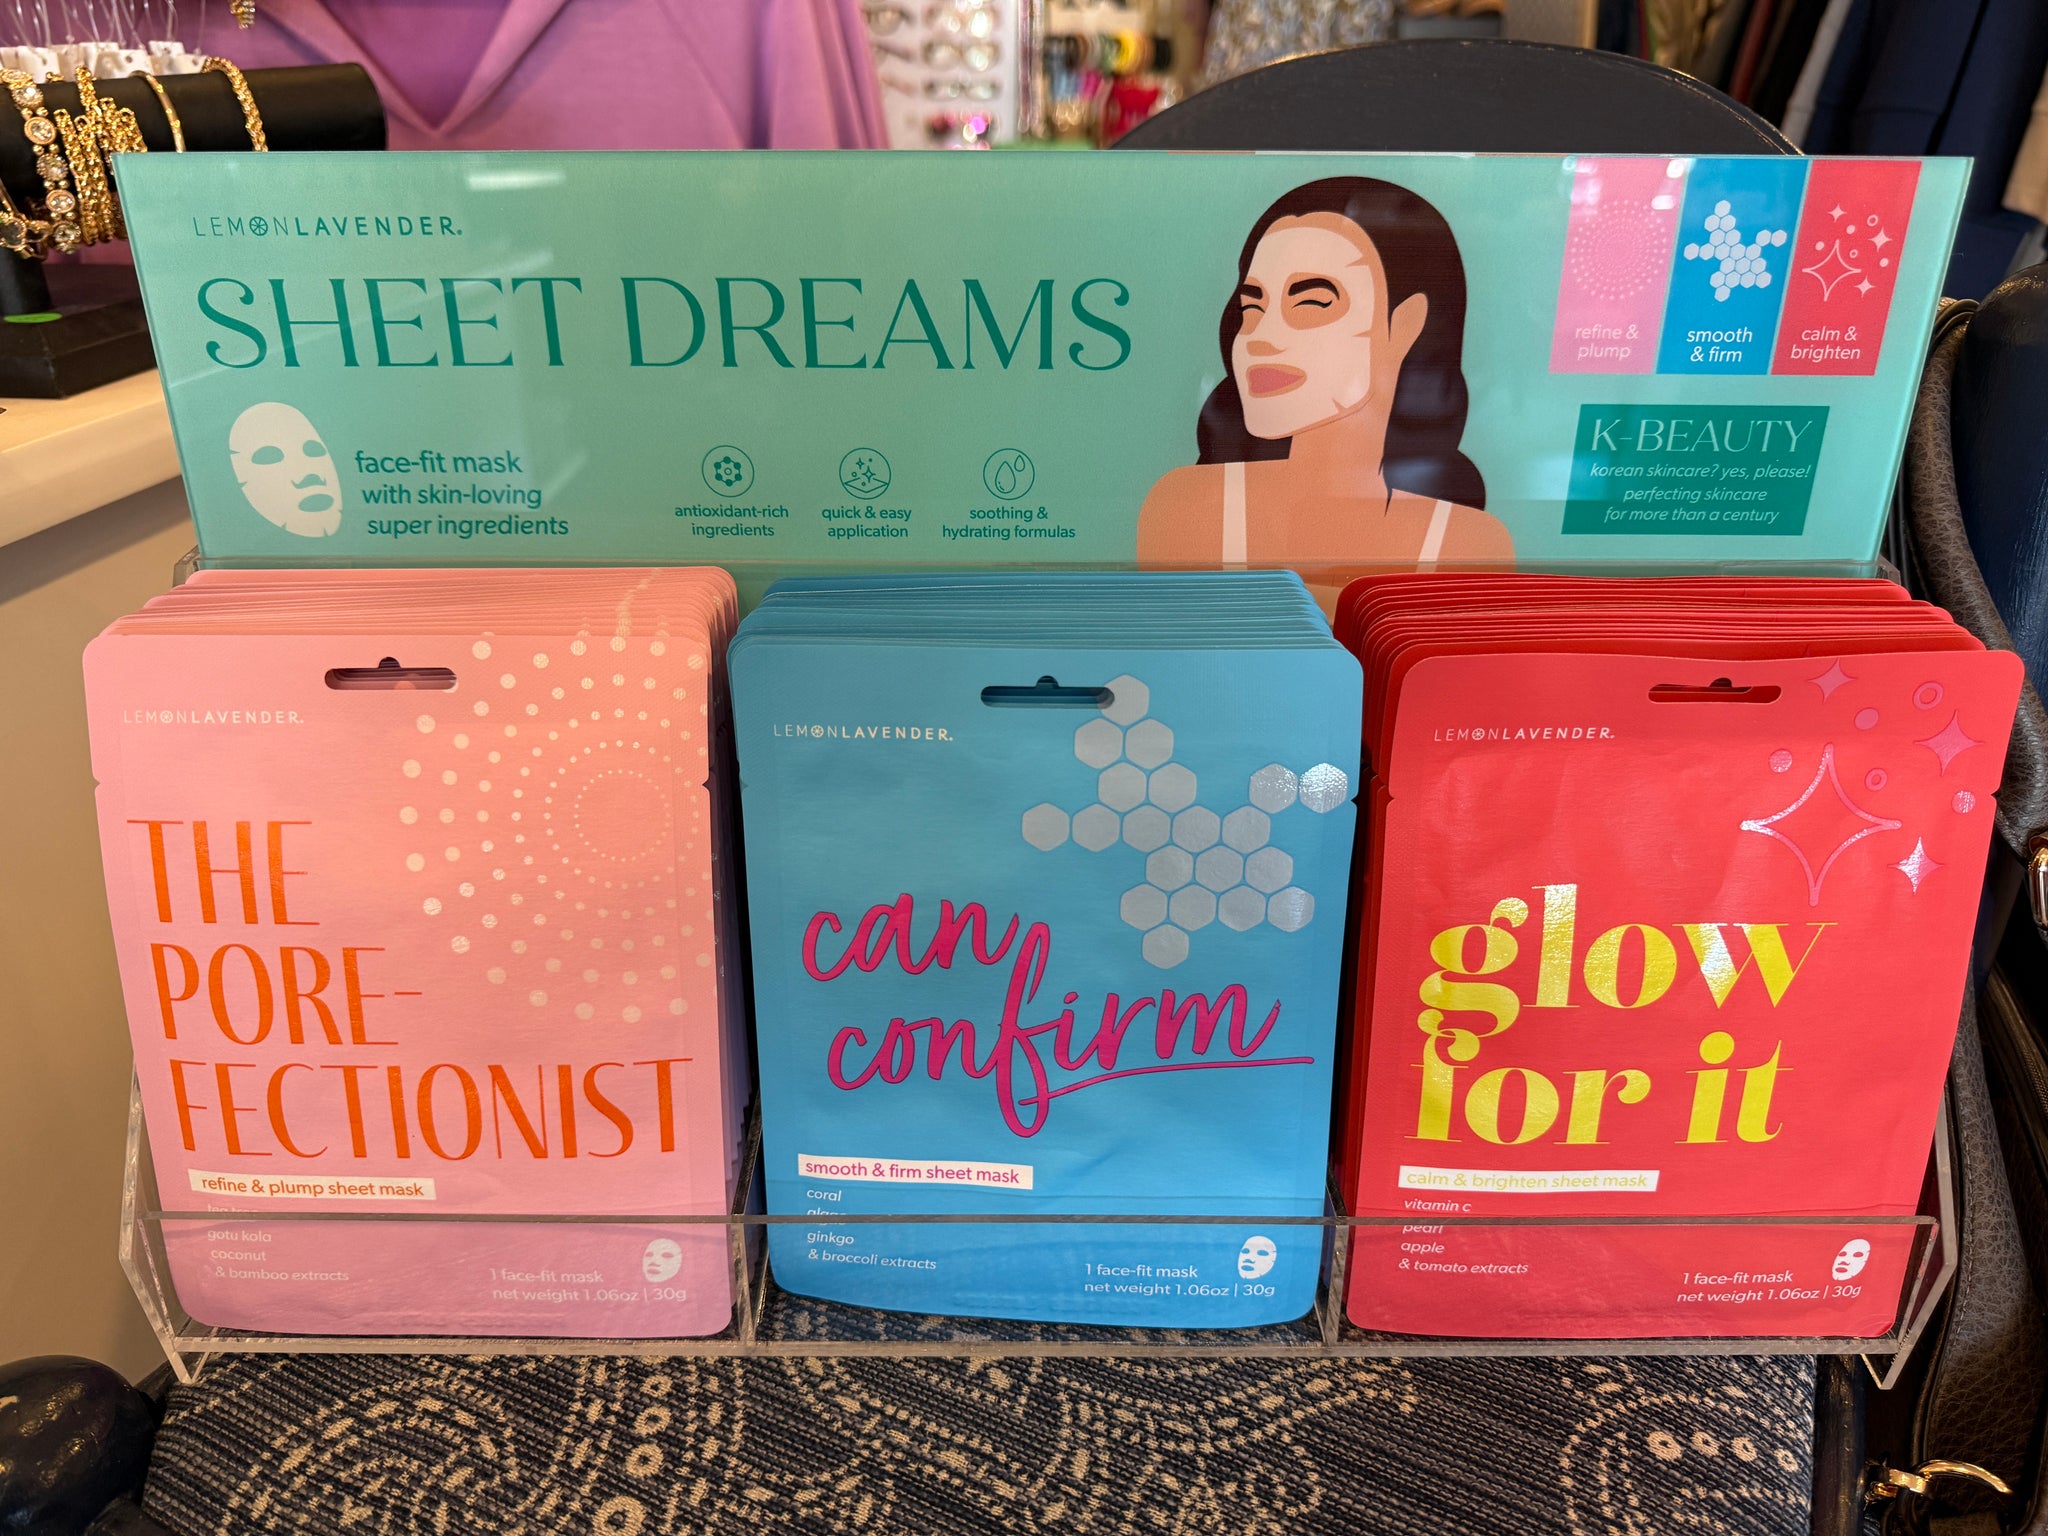 LEMONLAVENDER.
SHEET DREAMS
face-fit mask
with skin-loving
super ingredients
antioxidant-rich
ingredients
quick & easy
application
soothing &
hydrating formulas
refine &
plump
smooth
& firm
calm &
brighten
K-BEAUTY
korean skincare? yes, please!
perfecting skincare
for more than a century
LEMONLAVENDER.
THE
PORE-
FECTIONIST
refine & plump sheet mask
tea tree
gotu kola
coconut
& bamboo extracts
1 face-fit mask
net weight 1.06oz | 30g
LEMONLAVENDER.
can
confirm
smooth & firm sheet mask
coral
algae
ginkgo
& broccoli extracts
1 face-fit mask
net weight 1.06oz | 30g
LEMONLAVENDER.
glow
for it
calm & brighten sheet mask
vitamin c
pearl
apple
& tomato extracts
1 face-fit mask
net weight 1.06oz | 30g